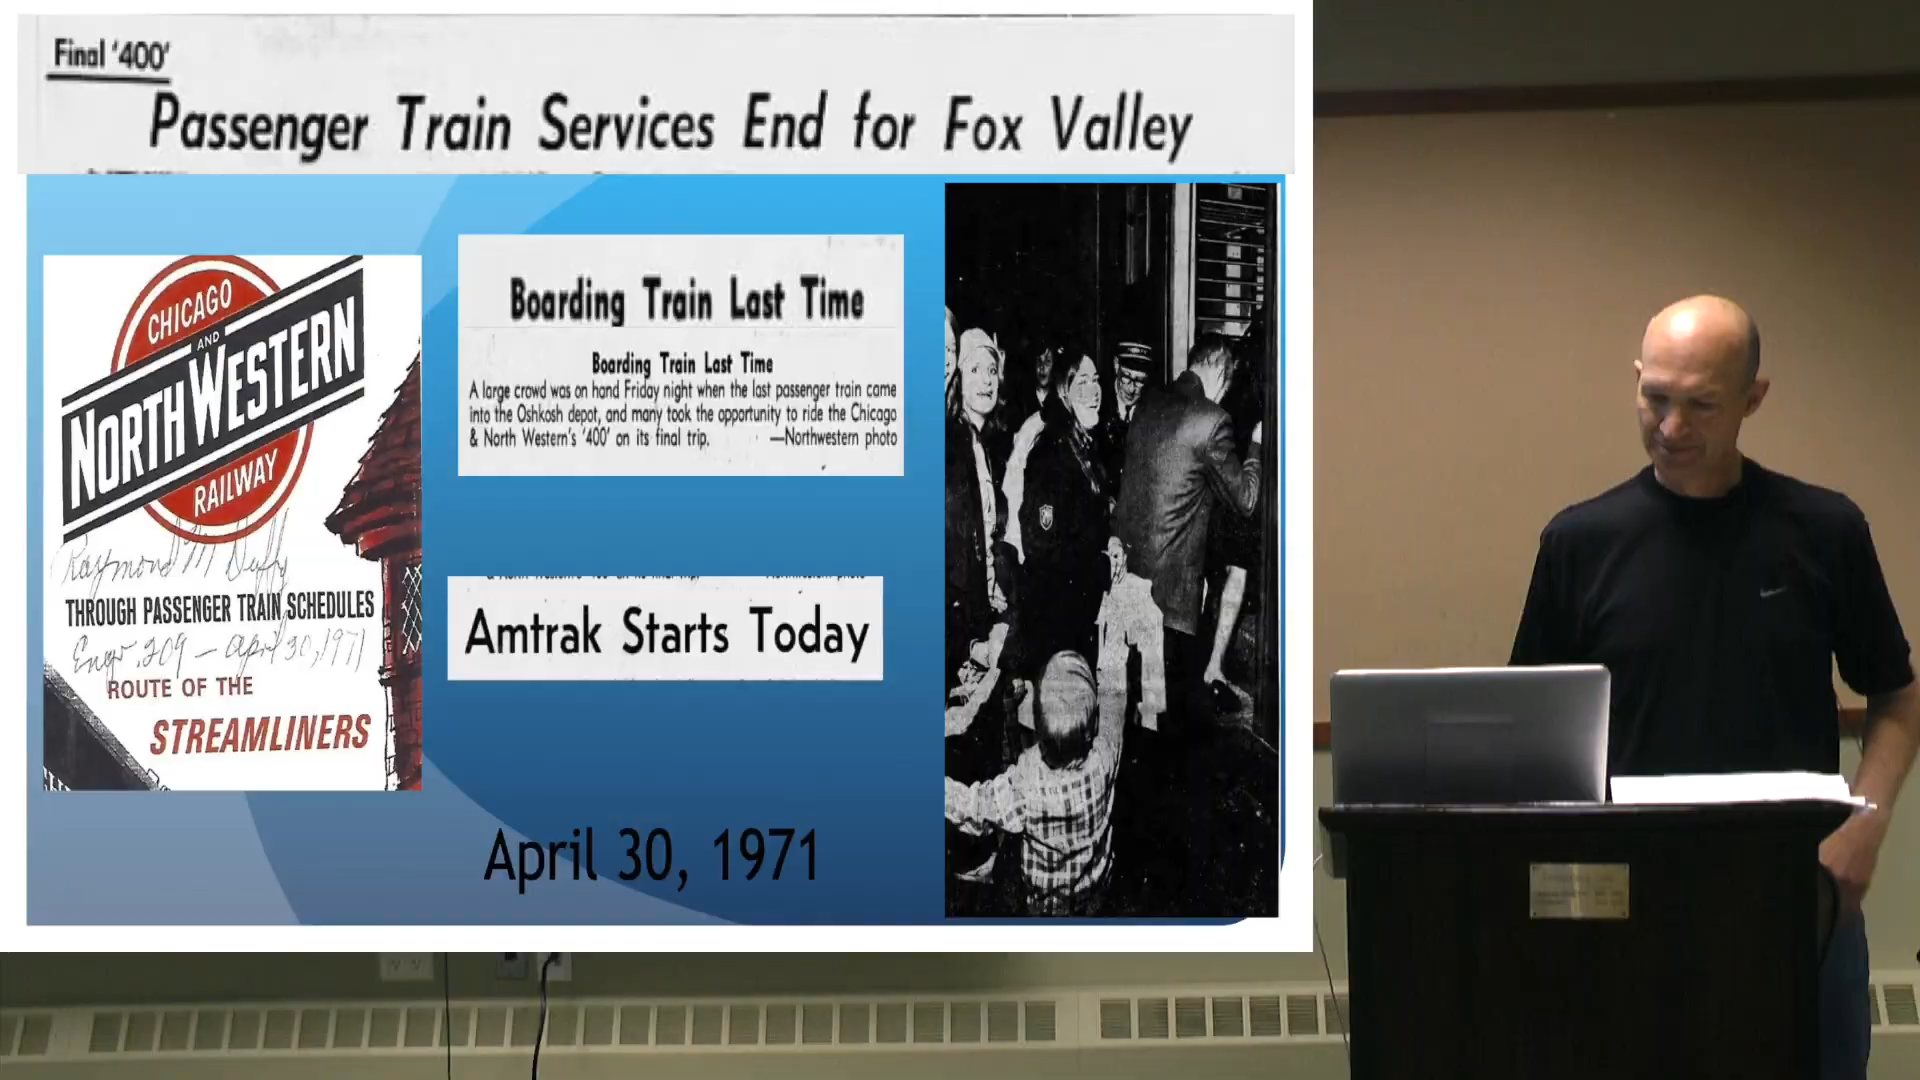 Final '400'
Passenger Train Services End for Fox Valley
CHICAGO
AND
NORTH WESTERN
RAILWAY
Raymond M Duffy
THROUGH PASSENGER TRAIN SCHEDULES
Engr. 209 – april 30, 1971
ROUTE OF THE
STREAMLINERS
Boarding Train Last Time
Boarding Train Last Time
A large crowd was on hand Friday night when the last passenger train came
into the Oshkosh depot, and many took the opportunity to ride the Chicago
& North Western's '400' on its final trip. —Northwestern photo
Amtrak Starts Today
April 30, 1971